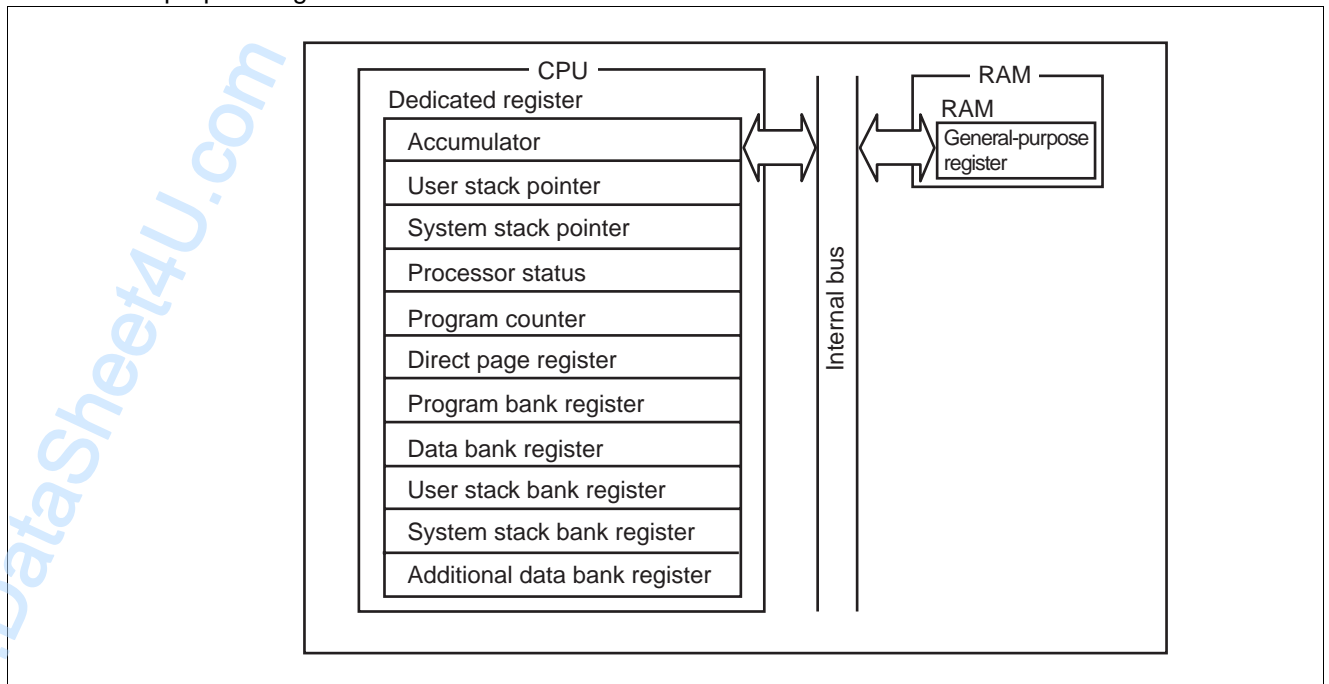 CPU
Dedicated register
Accumulator
User stack pointer
System stack pointer
Processor status
Program counter
Direct page register
Program bank register
Data bank register
User stack bank register
System stack bank register
Additional data bank register
Internal bus
RAM
RAM
General-purpose
register
.DataSheet4U.com